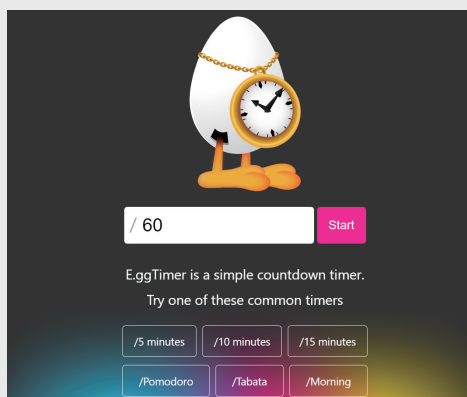 / 60 Start
E.ggTimer is a simple countdown timer.
Try one of these common timers
/5 minutes /10 minutes /15 minutes
/Pomodoro /Tabata /Morning